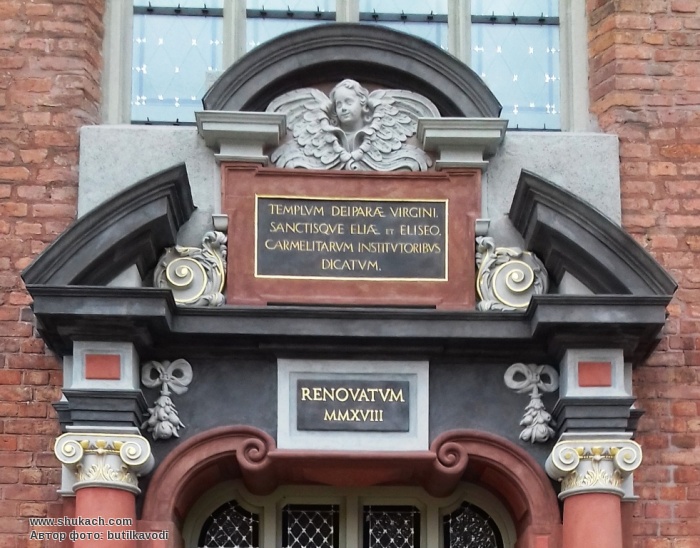 TEMPLVM DEIPARÆ VIRGINI,
SANCTISQVE ELIÆ ET ELISEO,
CARMELITARVM INSTITVTORIBVS
DICATVM.
RENOVATVM
MMXVIII
www.shukach.com
Автор фото: butilkavodi